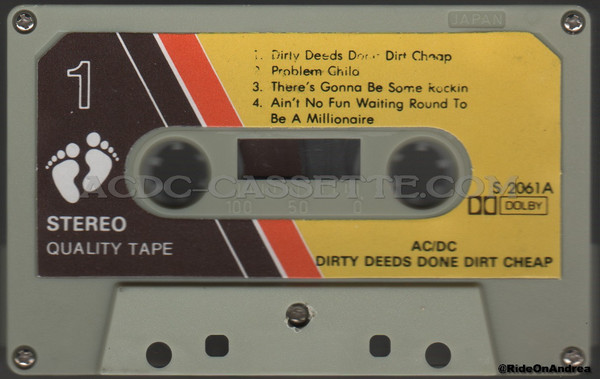 JAPAN
1
1. Dirty Deeds Done Dirt Cheap
2 Problem Child
3. There's Gonna Be Some Rockin
4. Ain't No Fun Waiting Round To
Be A Millionaire
ACDC-CASSETTE.COM
S/2061A
100 50 0
DOLBY
STEREO
QUALITY TAPE
AC/DC
DIRTY DEEDS DONE DIRT CHEAP
@RideOnAndrea